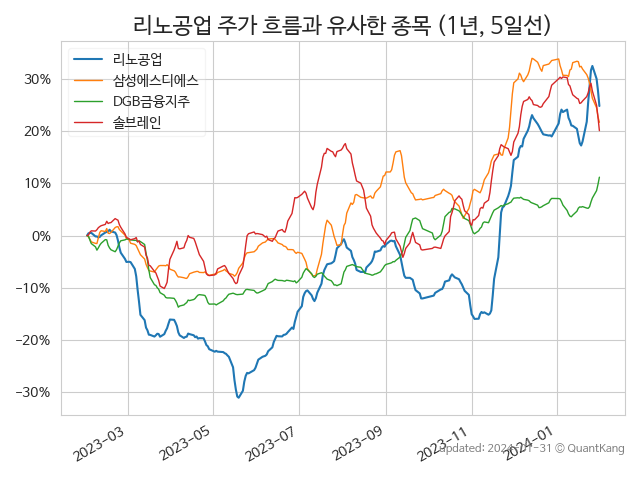 리노공업 주가 흐름과 유사한 종목 (1년, 5일선)
리노공업
삼성에스디에스
DGB금융지주
솔브레인
30%
20%
10%
0%
−10%
−20%
−30%
2023-03
2023-05
2023-07
2023-09
2023-11
2024-01
updated: 2024-01-31 © QuantKang